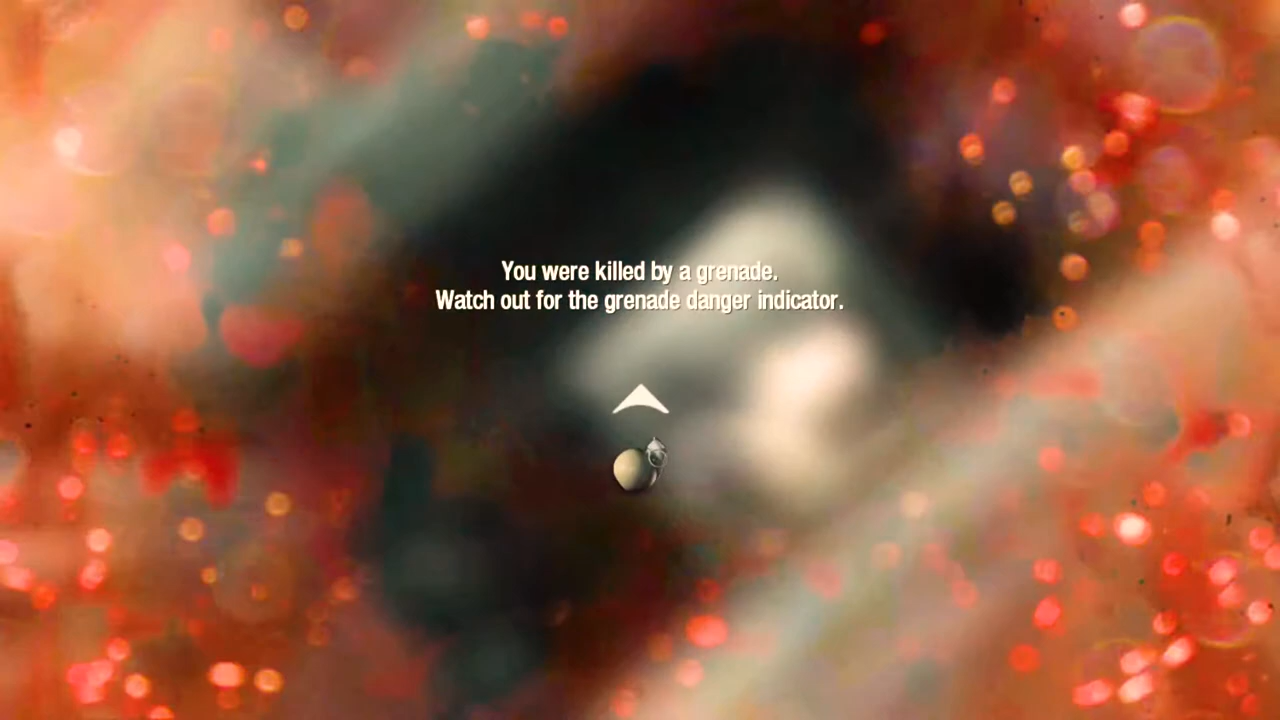 You were killed by a grenade.
Watch out for the grenade danger indicator.